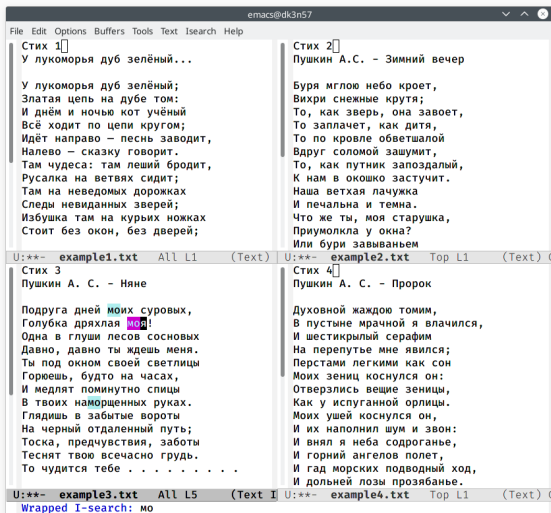 emacs@dk3n57
File Edit Options Buffers Tools Text Isearch Help
Стих 1
У лукоморья дуб зелёный...
У лукоморья дуб зелёный;
Златая цепь на дубе том:
И днём и ночью кот учёный
Всё ходит по цепи кругом;
Идёт направо — песнь заводит,
Налево — сказку говорит.
Там чудеса: там леший бродит,
Русалка на ветвях сидит;
Там на неведомых дорожках
Следы невиданных зверей;
Избушка там на курьих ножках
Стоит без окон, без дверей;
U:**- example1.txt All L1 (Text)
Стих 2
Пушкин А.С. - Зимний вечер
Буря мглою небо кроет,
Вихри снежные крутя;
То, как зверь, она завоет,
То заплачет, как дитя,
То по кровле обветшалой
Вдруг соломой зашумит,
То, как путник запоздалый,
К нам в окошко застучит.
Наша ветхая лачужка
И печальна и темна.
Что же ты, моя старушка,
Приумолкла у окна?
Или бури завываньем
U:**- example2.txt Top L1 (Text)
Стих 3
Пушкин А. С. - Няне
Подруга дней моих суровых,
Голубка дряхлая моя!
Одна в глуши лесов сосновых
Давно, давно ты ждешь меня.
Ты под окном своей светлицы
Горюешь, будто на часах,
И медлят поминутно спицы
В твоих наморщенных руках.
Глядишь в забытые вороты
На черный отдаленный путь;
Тоска, предчувствия, заботы
Теснят твою всечасно грудь.
То чудится тебе . . . . . . . . .
U:**- example3.txt All L5 (Text I
Стих 4
Пушкин А. С. - Пророк
Духовной жаждою томим,
В пустыне мрачной я влачился,
И шестикрылый серафим
На перепутье мне явился;
Перстами легкими как сон
Моих зениц коснулся он:
Отверзлись вещие зеницы,
Как у испуганной орлицы.
Моих ушей коснулся он,
И их наполнил шум и звон:
И внял я неба содроганье,
И горний ангелов полет,
И гад морских подводный ход,
И дольней лозы прозябанье.
U:**- example4.txt Top L1 (Text)
Wrapped I-search: мо